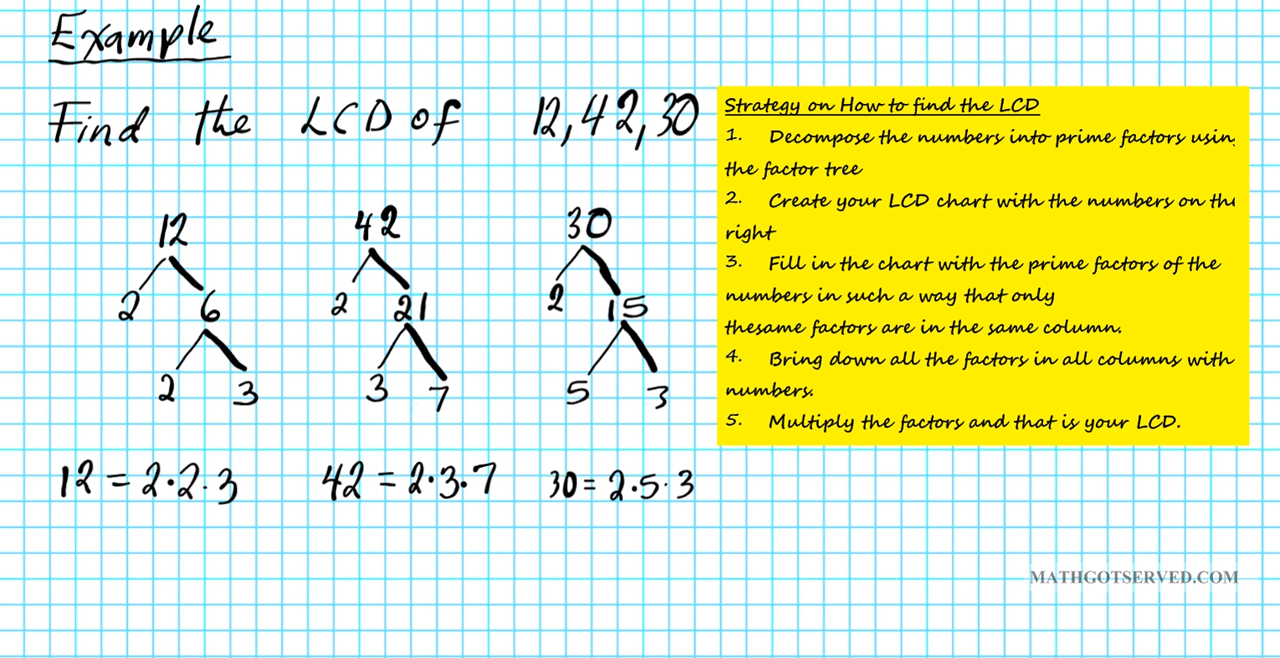 Example
Find the LCD of 12,42,30
12
42
30
2 6
2 21
2 15
2 3
3 7
5 3
12 = 2·2·3
42 = 2·3·7
30 = 2·5·3
Strategy on How to find the LCD
1. Decompose the numbers into prime factors usin
the factor tree
2. Create your LCD chart with the numbers on th
right
3. Fill in the chart with the prime factors of the
numbers in such a way that only
thesame factors are in the same column.
4. Bring down all the factors in all columns with
numbers.
5. Multiply the factors and that is your LCD.
MATHGOTSERVED.COM